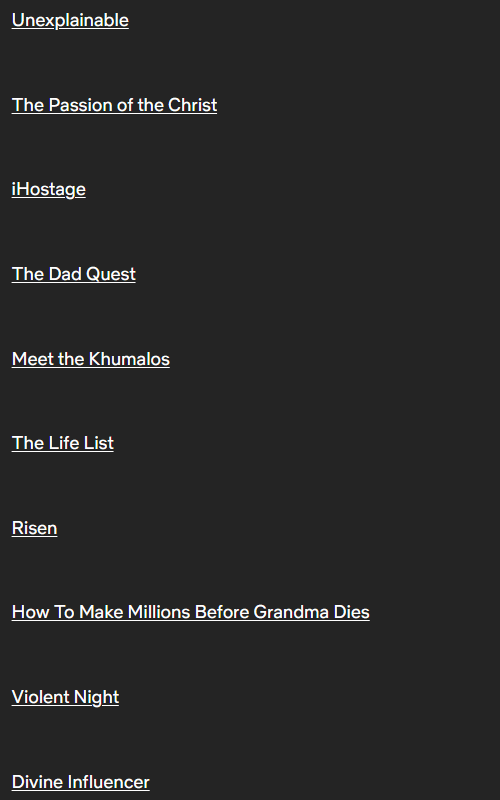 Unexplainable
The Passion of the Christ
iHostage
The Dad Quest
Meet the Khumalos
The Life List
Risen
How To Make Millions Before Grandma Dies
Violent Night
Divine Influencer